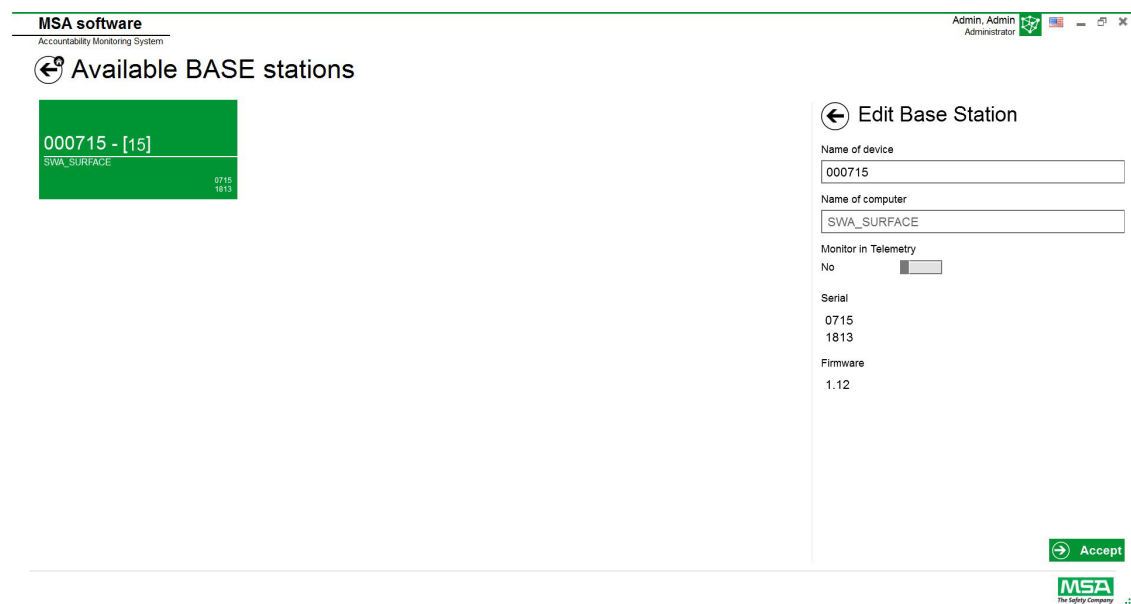 MSA software
Accountability Monitoring System
Admin, Admin
Administrator
Available BASE stations
000715 - [15]
SWA_SURFACE
0715
1813
Edit Base Station
Name of device
000715
Name of computer
SWA_SURFACE
Monitor in Telemetry
No
Serial
0715
1813
Firmware
1.12
Accept
MSA
The Safety Company